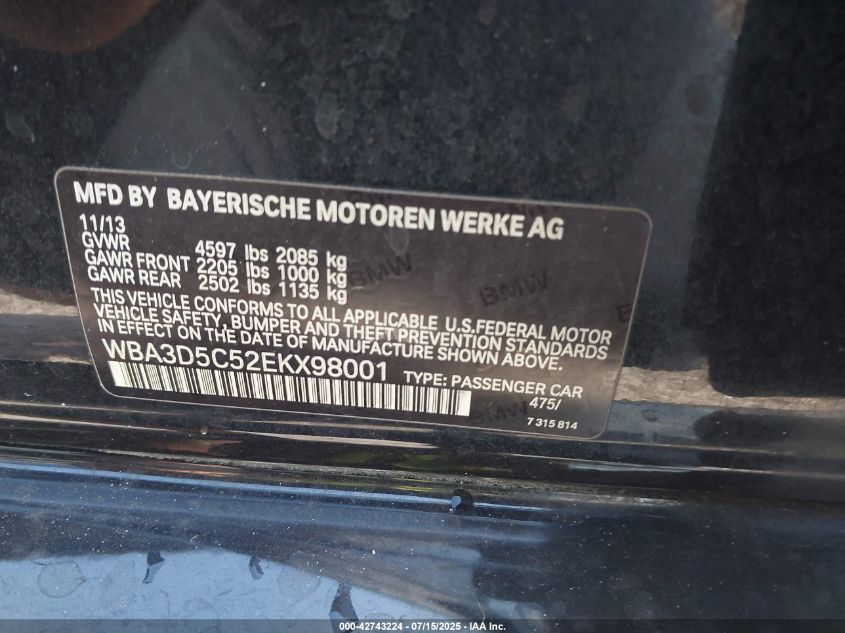 MFD BY BAYERISCHE MOTOREN WERKE AG
11/13
GVWR 4597 lbs 2085 kg
GAWR FRONT 2205 lbs 1000 kg
GAWR REAR 2502 lbs 1135 kg
THIS VEHICLE CONFORMS TO ALL APPLICABLE U.S.FEDERAL MOTOR
VEHICLE SAFETY, BUMPER AND THEFT PREVENTION STANDARDS
IN EFFECT ON THE DATE OF MANUFACTURE SHOWN ABOVE.
WBA3D5C52EKX98001
TYPE: PASSENGER CAR
475/
7 315 814
BMW
BMW
BMW
000-42743224 - 07/15/2025 - IAA Inc.